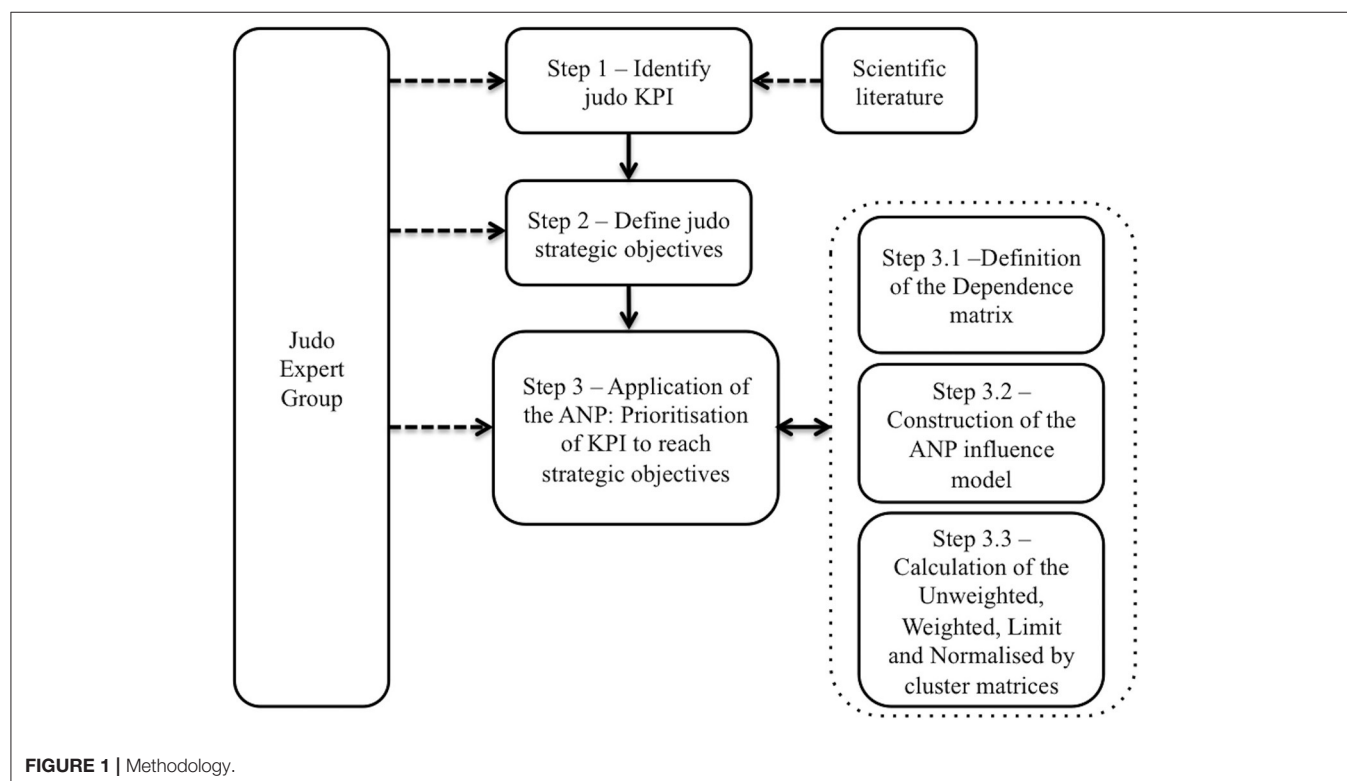 Judo
Expert
Group
Step 1 – Identify
judo KPI
Scientific
literature
Step 2 – Define judo
strategic objectives
Step 3 – Application of
the ANP: Prioritisation
of KPI to reach
strategic objectives
Step 3.1 –Definition
of the Dependence
matrix
Step 3.2 –
Construction of the
ANP influence
model
Step 3.3 –
Calculation of the
Unweighted,
Weighted, Limit
and Normalised by
cluster matrices
FIGURE 1 | Methodology.